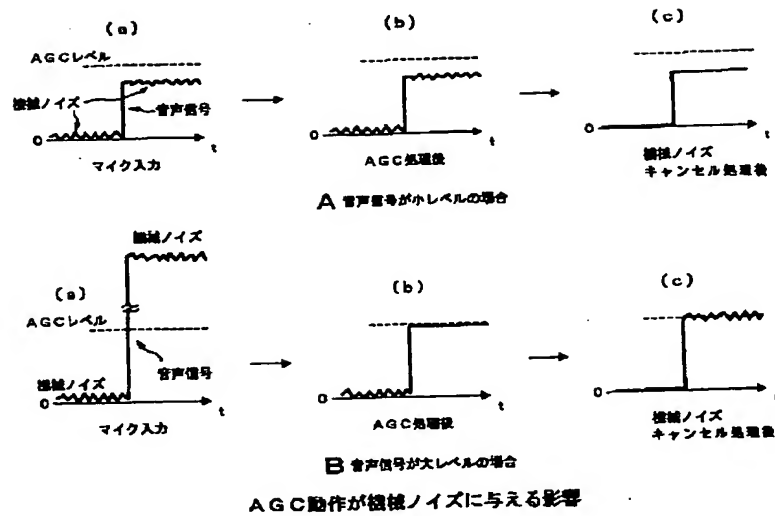 (a)
(b)
(c)
AGCレベル
機械ノイズ
音声信号
0
t
マイク入力
0
t
AGC処理後
0
t
機械ノイズ
キャンセル処理後
A 音声信号が小レベルの場合
機械ノイズ
(a)
(b)
(c)
AGCレベル
音声信号
機械ノイズ
0
t
マイク入力
0
t
AGC処理後
0
機械ノイズ
キャンセル処理後
B 音声信号が大レベルの場合
AGC動作が機械ノイズに与える影響